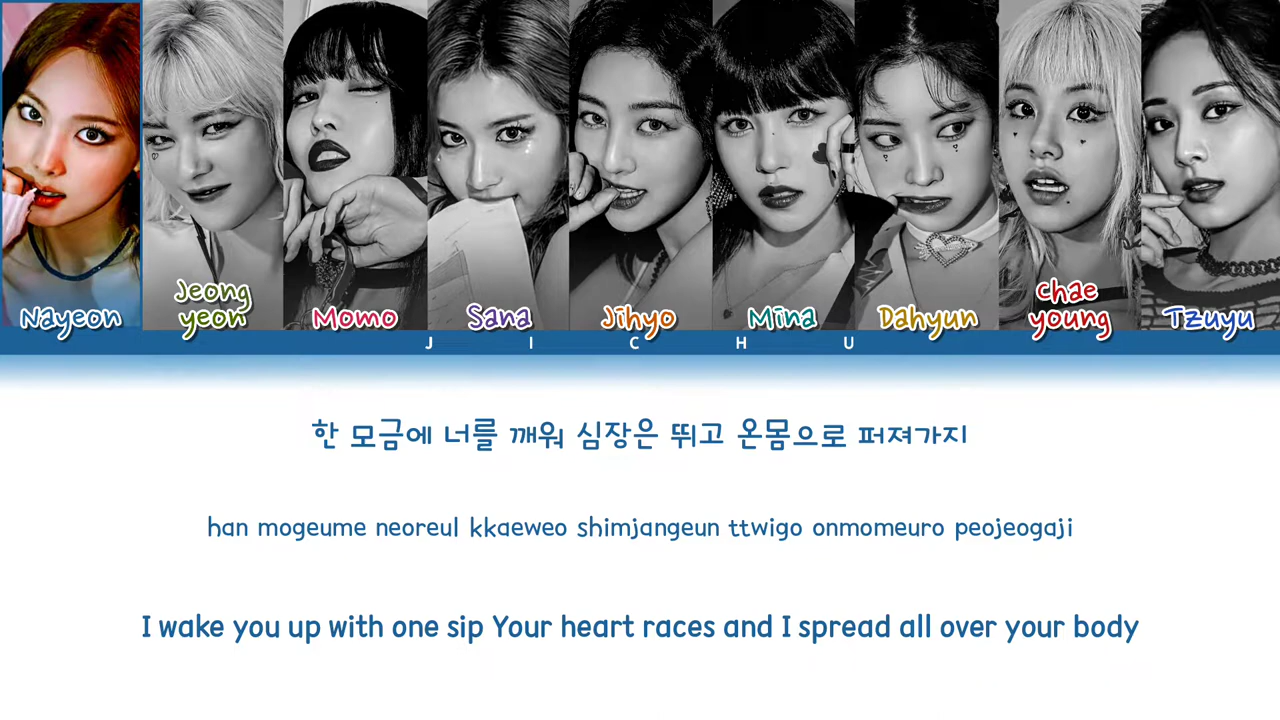 Nayeon
Jeong
yeon
Momo
Sana
Jihyo
Mina
Dahyun
Chae
young
Tzuyu
J I C H U
한 모금에 너를 깨워 심장은 뛰고 온몸으로 퍼져가지
han mogeume neoreul kkaeweo shimjangeun ttwigo onmomeuro peojeogaji
I wake you up with one sip Your heart races and I spread all over your body